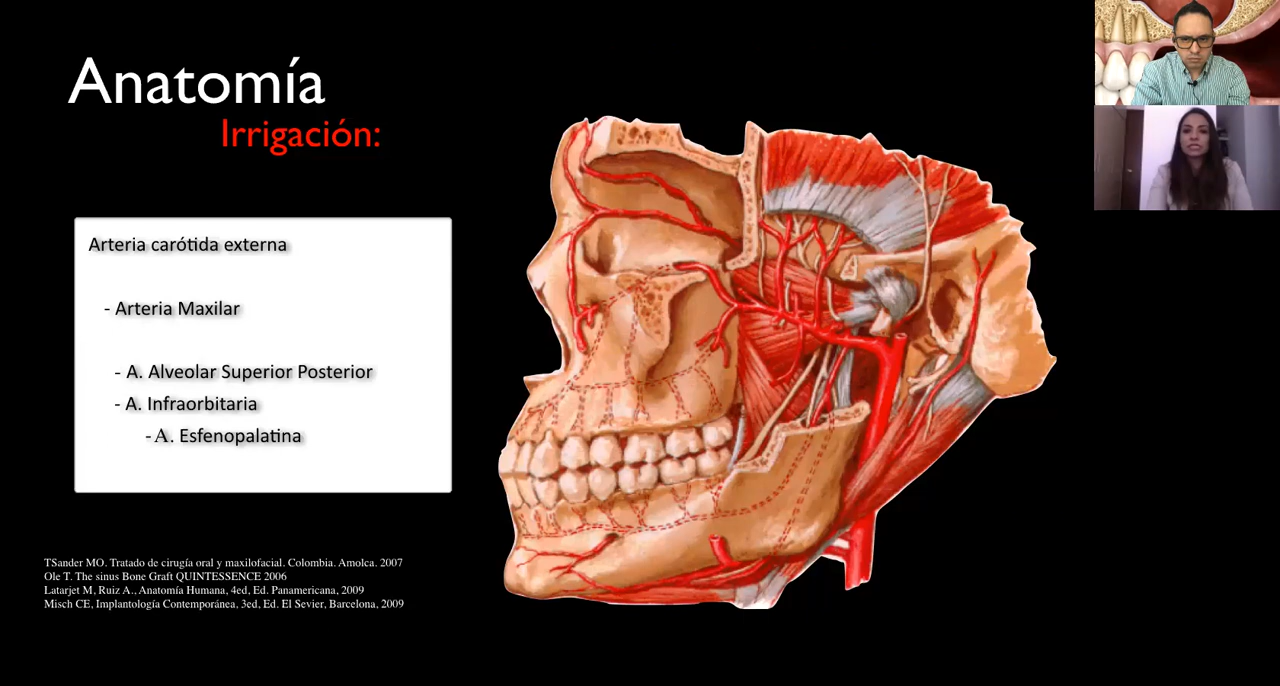 Anatomía
Irrigación:
Arteria carótida externa
- Arteria Maxilar
- A. Alveolar Superior Posterior
- A. Infraorbitaria
- A. Esfenopalatina
TSander MO. Tratado de cirugía oral y maxilofacial. Colombia. Amolca. 2007
Ole T. The sinus Bone Graft QUINTESSENCE 2006
Latarjet M, Ruiz A., Anatomía Humana, 4ed, Ed. Panamericana, 2009
Misch CE, Implantología Contemporánea, 3ed, Ed. El Sevier, Barcelona, 2009